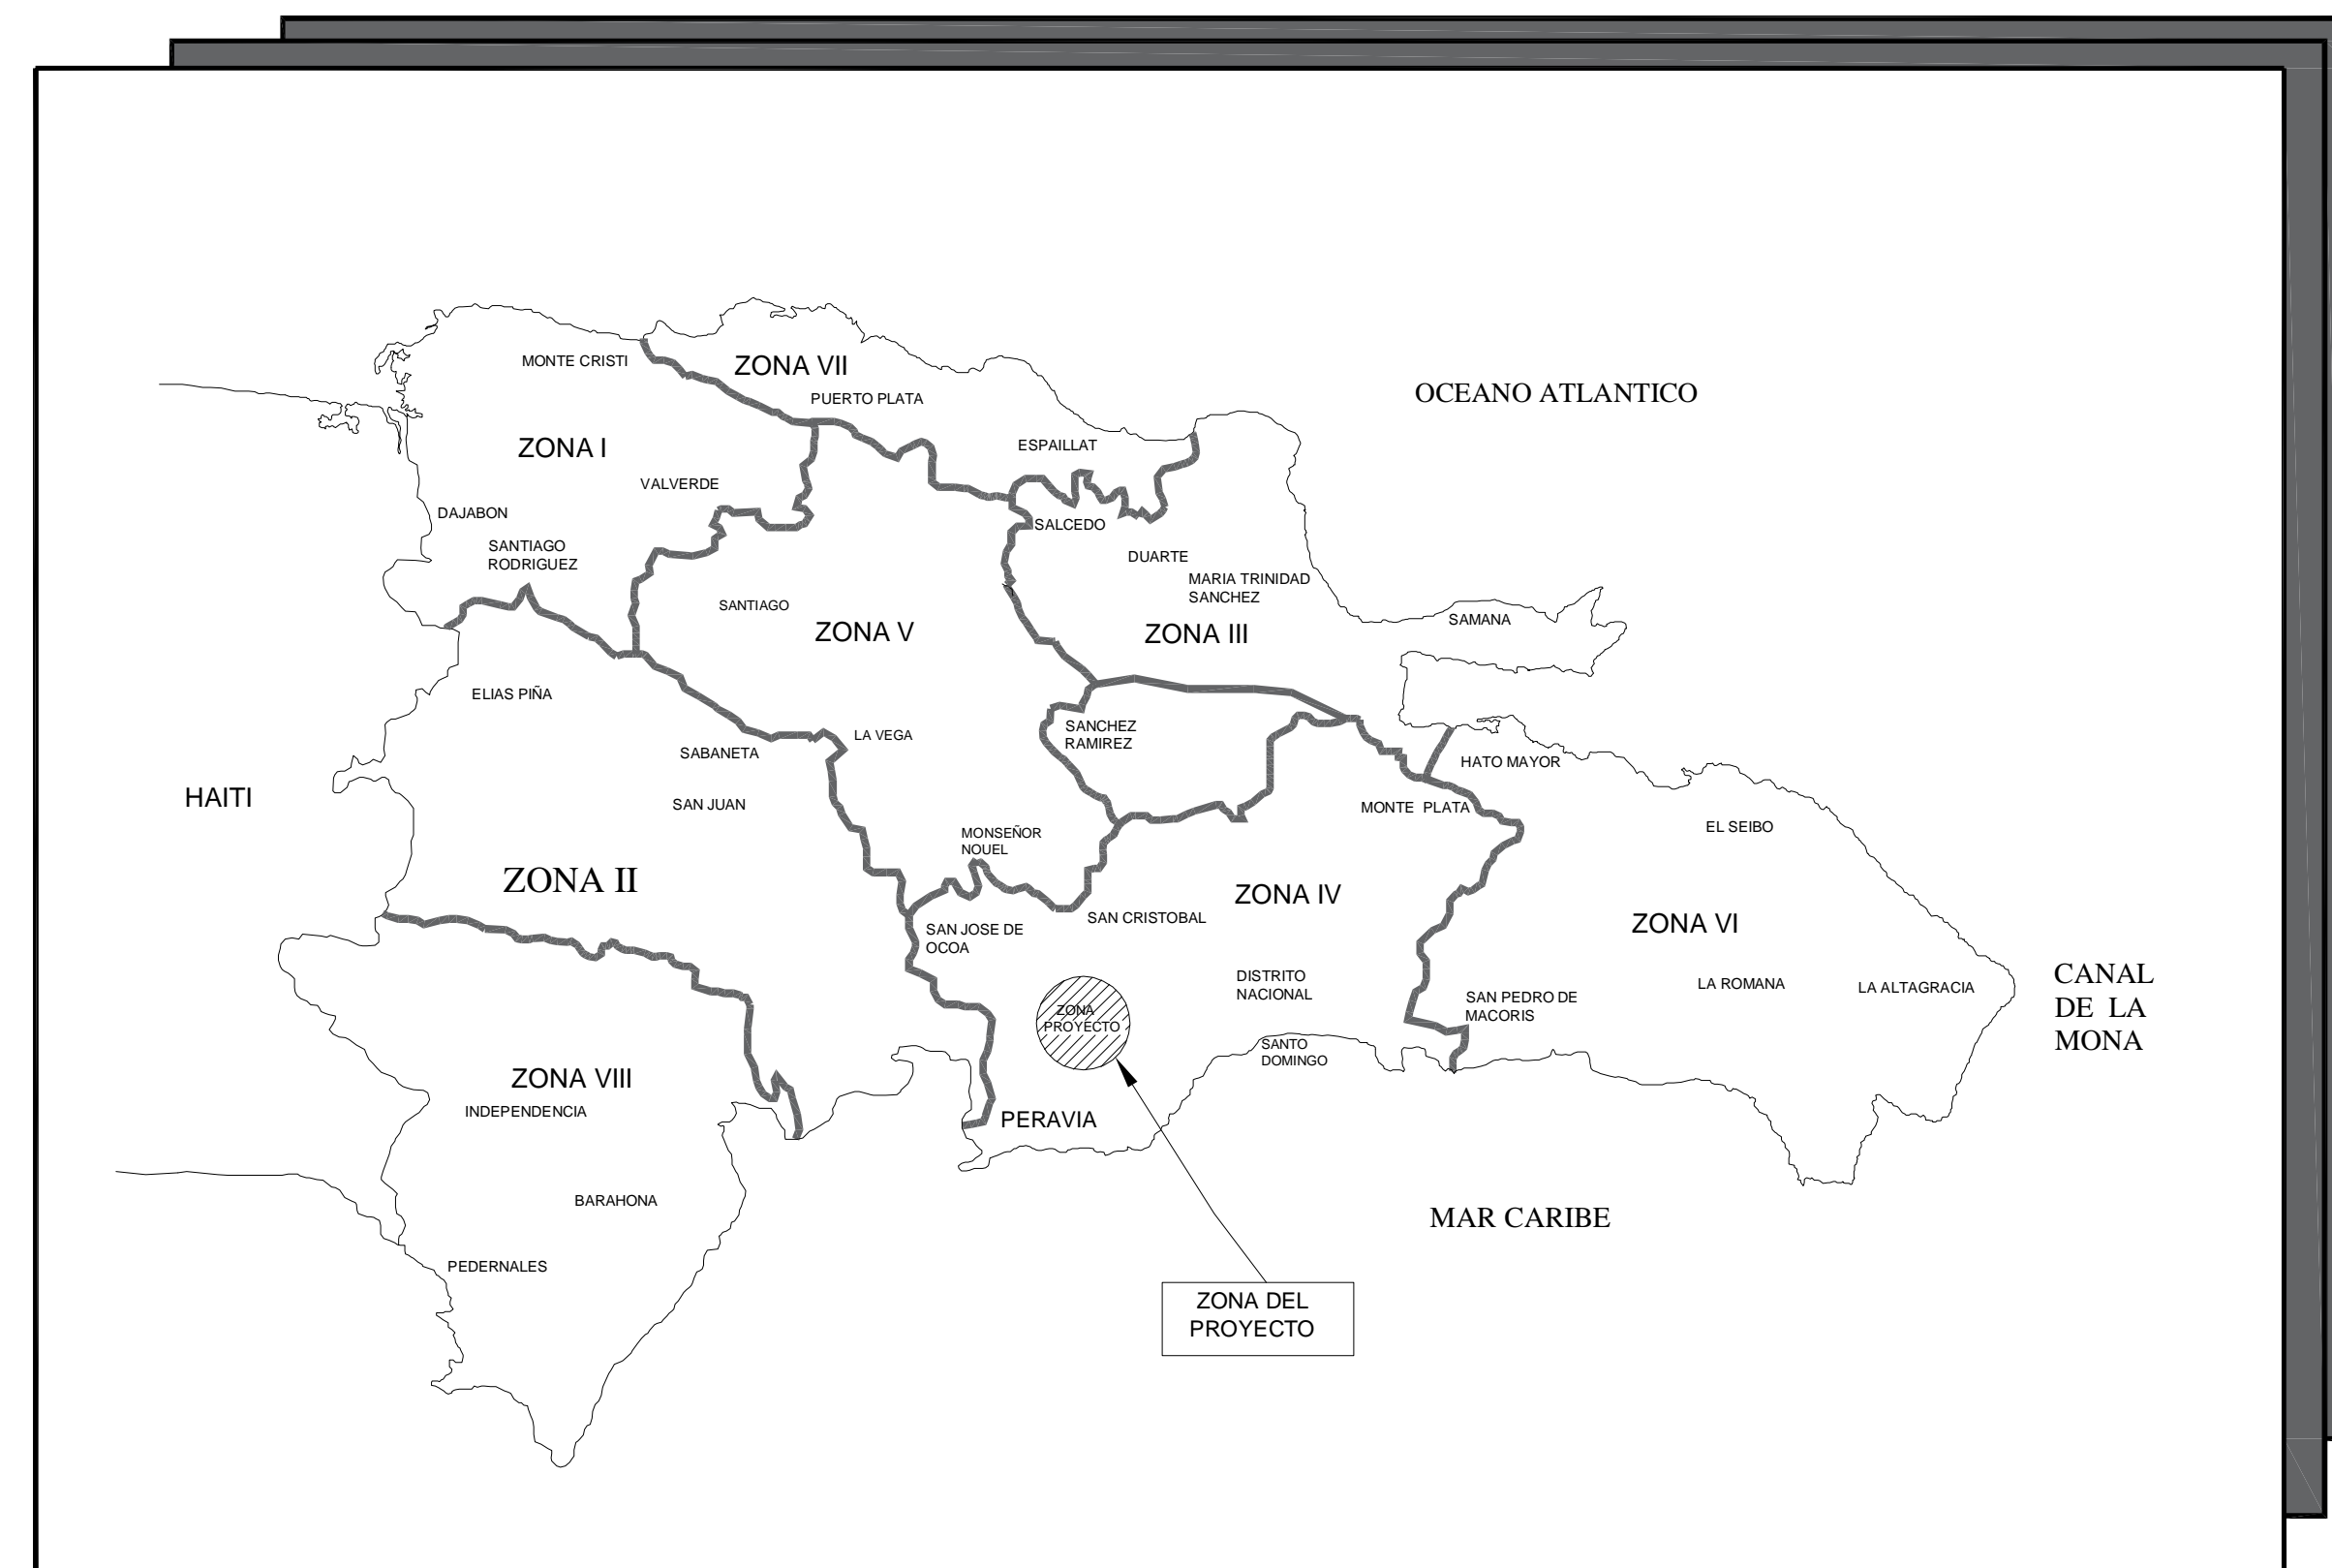 MONTE CRISTI
ZONA VII
PUERTO PLATA
OCEANO ATLANTICO
ZONA I
ESPAILLAT
VALVERDE
DAJABON
SALCEDO
SANTIAGO
RODRIGUEZ
DUARTE
MARIA TRINIDAD
SANCHEZ
SANTIAGO
ZONA V
ZONA III
SAMANA
ELIAS PIÑA
SABANETA
LA VEGA
SANCHEZ
RAMIREZ
HATO MAYOR
HAITI
SAN JUAN
MONTE PLATA
MONSEÑOR
NOUEL
EL SEIBO
ZONA II
ZONA IV
SAN CRISTOBAL
ZONA VI
SAN JOSE DE
OCOA
DISTRITO
NACIONAL
LA ROMANA
LA ALTAGRACIA
CANAL
DE LA
MONA
SAN PEDRO DE
MACORIS
ZONA
PROYECTO
SANTO
DOMINGO
ZONA VIII
INDEPENDENCIA
PERAVIA
BARAHONA
MAR CARIBE
PEDERNALES
ZONA DEL
PROYECTO